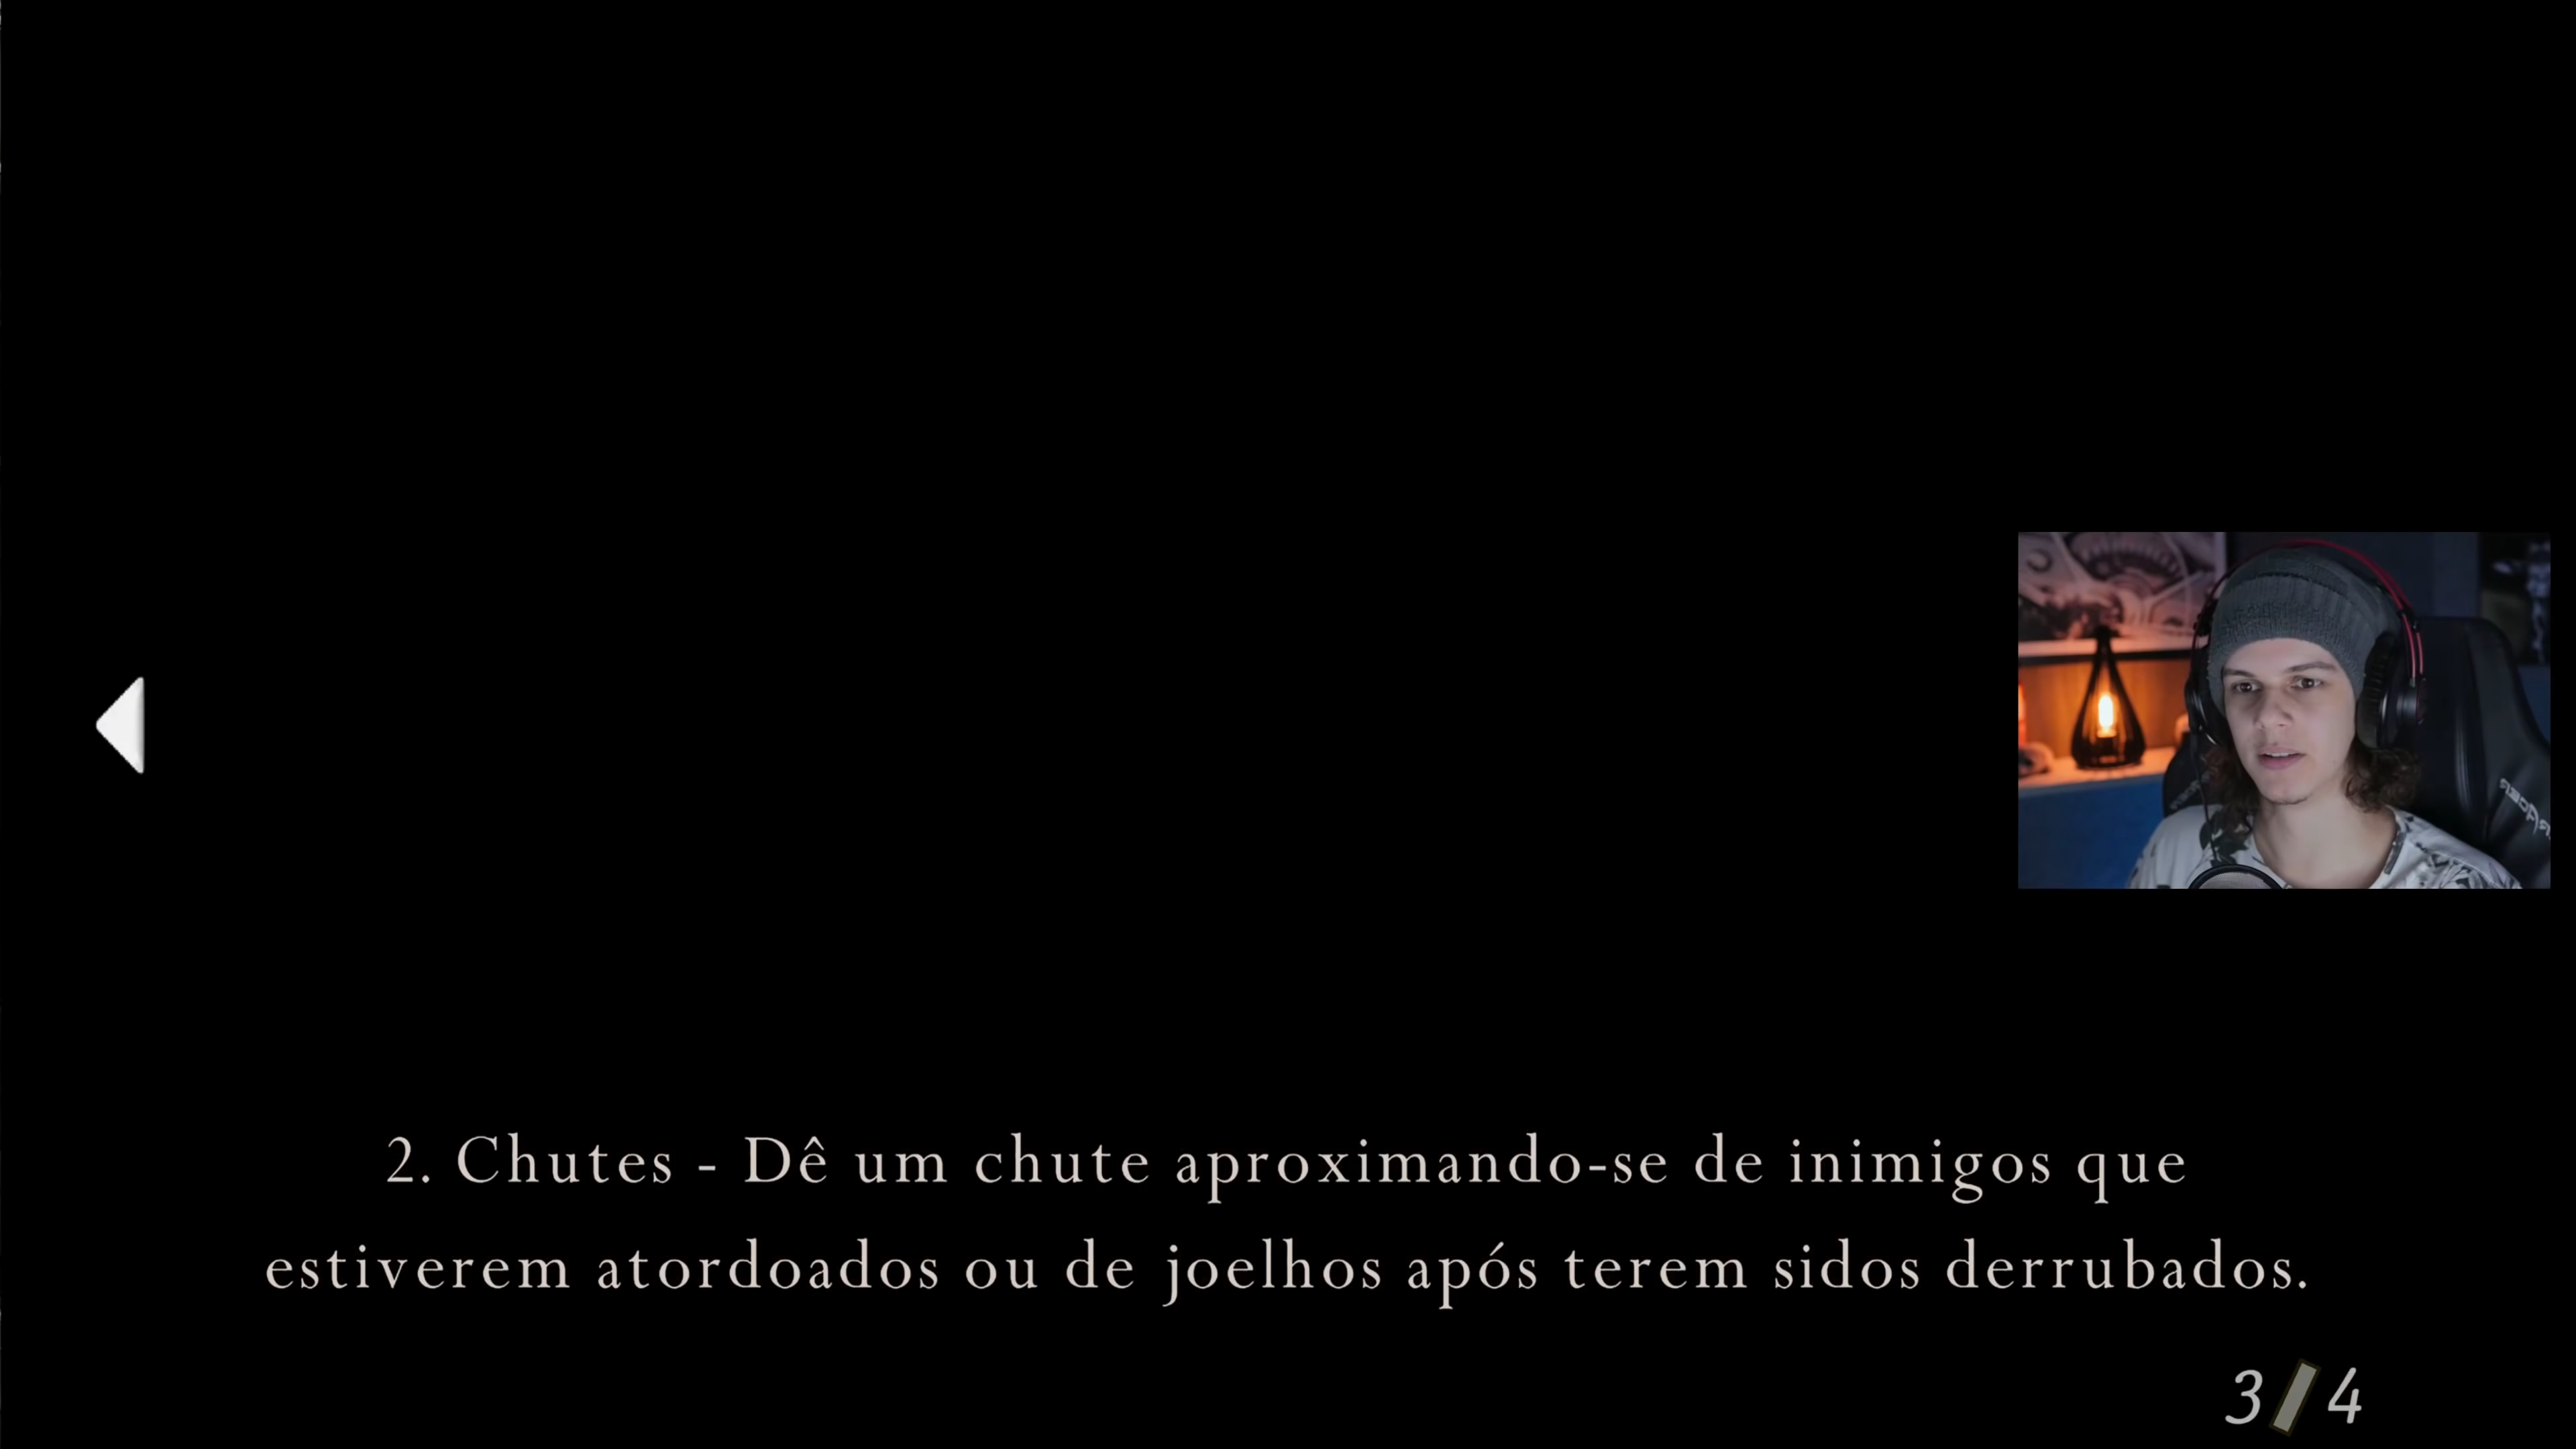 2. Chutes - Dê um chute aproximando-se de inimigos que
estiverem atordoados ou de joelhos após terem sidos derrubados.
3/4